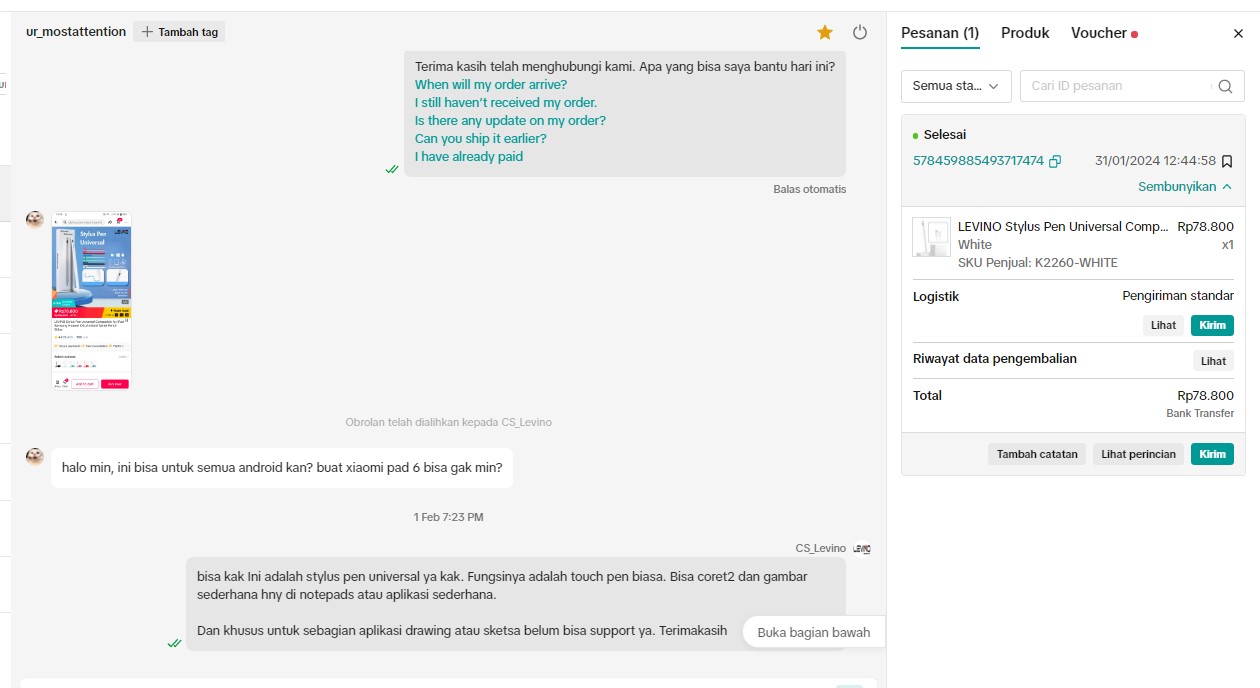 ur_mostattention
+ Tambah tag
Terima kasih telah menghubungi kami. Apa yang bisa saya bantu hari ini?
When will my order arrive?
I still haven't received my order.
Is there any update on my order?
Can you ship it earlier?
I have already paid
Balas otomatis
Stylus Pen
Universal
Obrolan telah dialihkan kepada CS_Levino
halo min, ini bisa untuk semua android kan? buat xiaomi pad 6 bisa gak min?
1 Feb 7:23 PM
CS_Levino
bisa kak Ini adalah stylus pen universal ya kak. Fungsinya adalah touch pen biasa. Bisa coret2 dan gambar
sederhana hny di notepads atau aplikasi sederhana.
Dan khusus untuk sebagian aplikasi drawing atau sketsa belum bisa support ya. Terimakasih
Buka bagian bawah
Pesanan (1) Produk Voucher
Semua sta... Cari ID pesanan
Selesai
578459885493717474 31/01/2024 12:44:58
Sembunyikan
LEVINO Stylus Pen Universal Comp... Rp78.800
White x1
SKU Penjual: K2260-WHITE
Logistik Pengiriman standar
Lihat Kirim
Riwayat data pengembalian Lihat
Total Rp78.800
Bank Transfer
Tambah catatan Lihat perincian Kirim